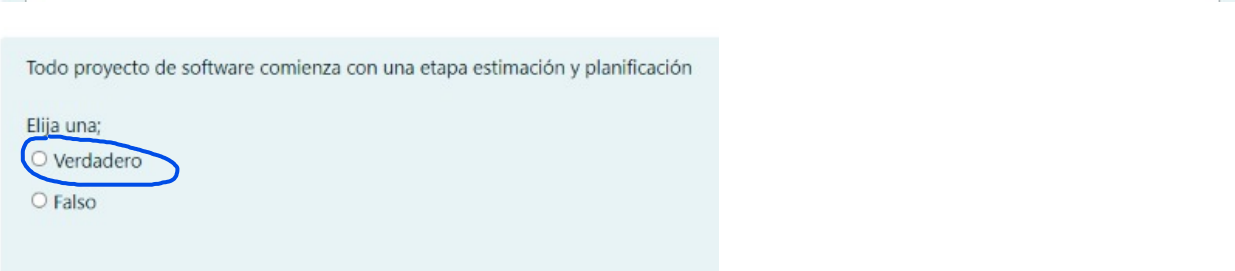 Todo proyecto de software comienza con una etapa estimación y planificación
Elija una;
Verdadero
Falso